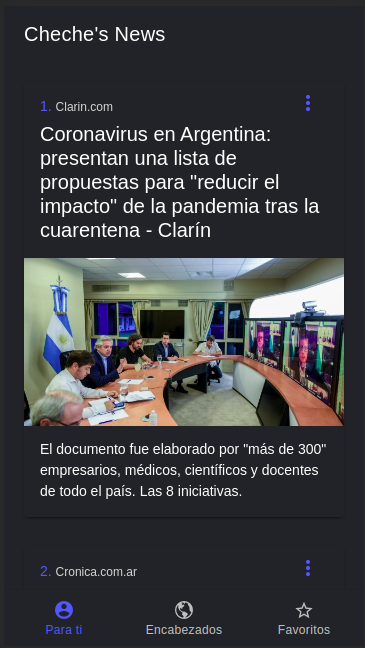 Cheche's News
1. Clarin.com
Coronavirus en Argentina:
presentan una lista de
propuestas para "reducir el
impacto" de la pandemia tras la
cuarentena - Clarín
El documento fue elaborado por "más de 300"
empresarios, médicos, científicos y docentes
de todo el país. Las 8 iniciativas.
2. Cronica.com.ar
Para ti
Encabezados
Favoritos